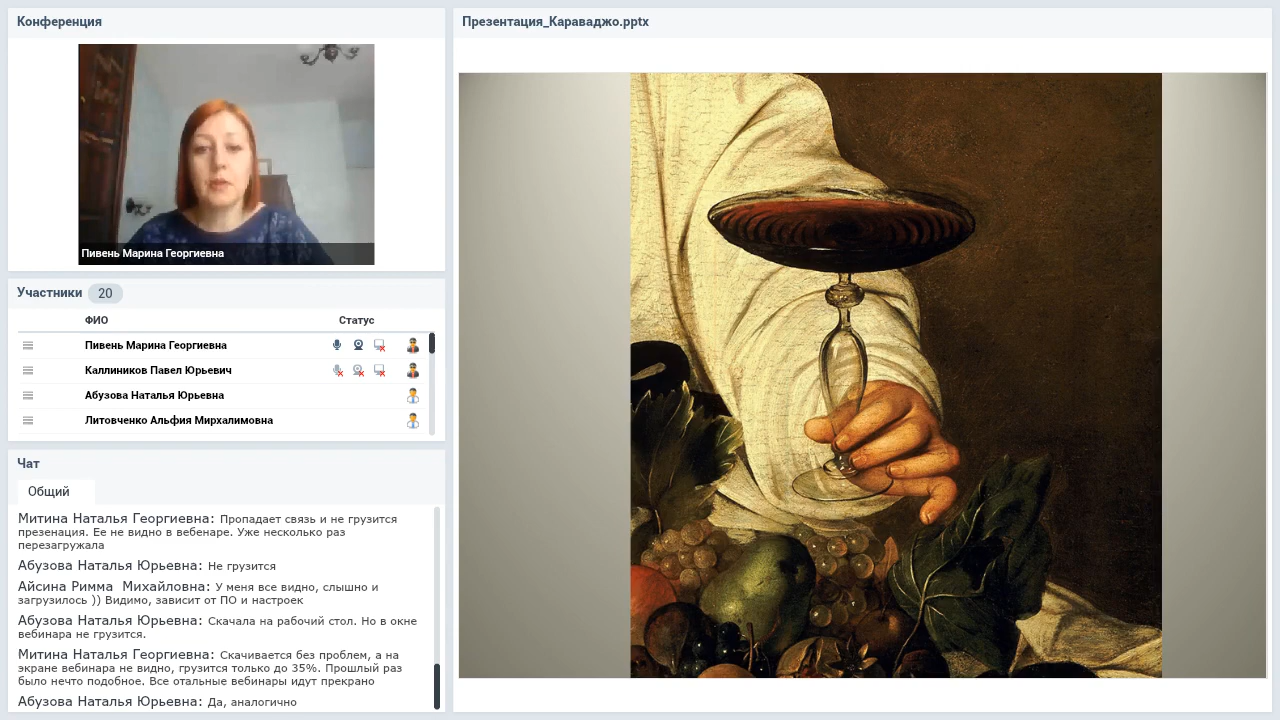 Конференция
Пивень Марина Георгиевна
Участники 20
ФИО Статус
Пивень Марина Георгиевна
Каллиников Павел Юрьевич
Абузова Наталья Юрьевна
Литовченко Альфия Мирхалимовна
Чат
Общий
Митина Наталья Георгиевна: Пропадает связь и не грузится
презенация. Ее не видно в вебенаре. Уже несколько раз
перезагружала
Абузова Наталья Юрьевна: Не грузится
Айсина Римма Михайловна: У меня все видно, слышно и
загрузилось )) Видимо, зависит от ПО и настроек
Абузова Наталья Юрьевна: Скачала на рабочий стол. Но в окне
вебинара не грузится.
Митина Наталья Георгиевна: Скачивается без проблем, а на
экране вебинара не видно, грузится только до 35%. Прошлый раз
было нечто подобное. Все отальные вебинары идут прекрано
Абузова Наталья Юрьевна: Да, аналогично
Презентация_Караваджо.pptx